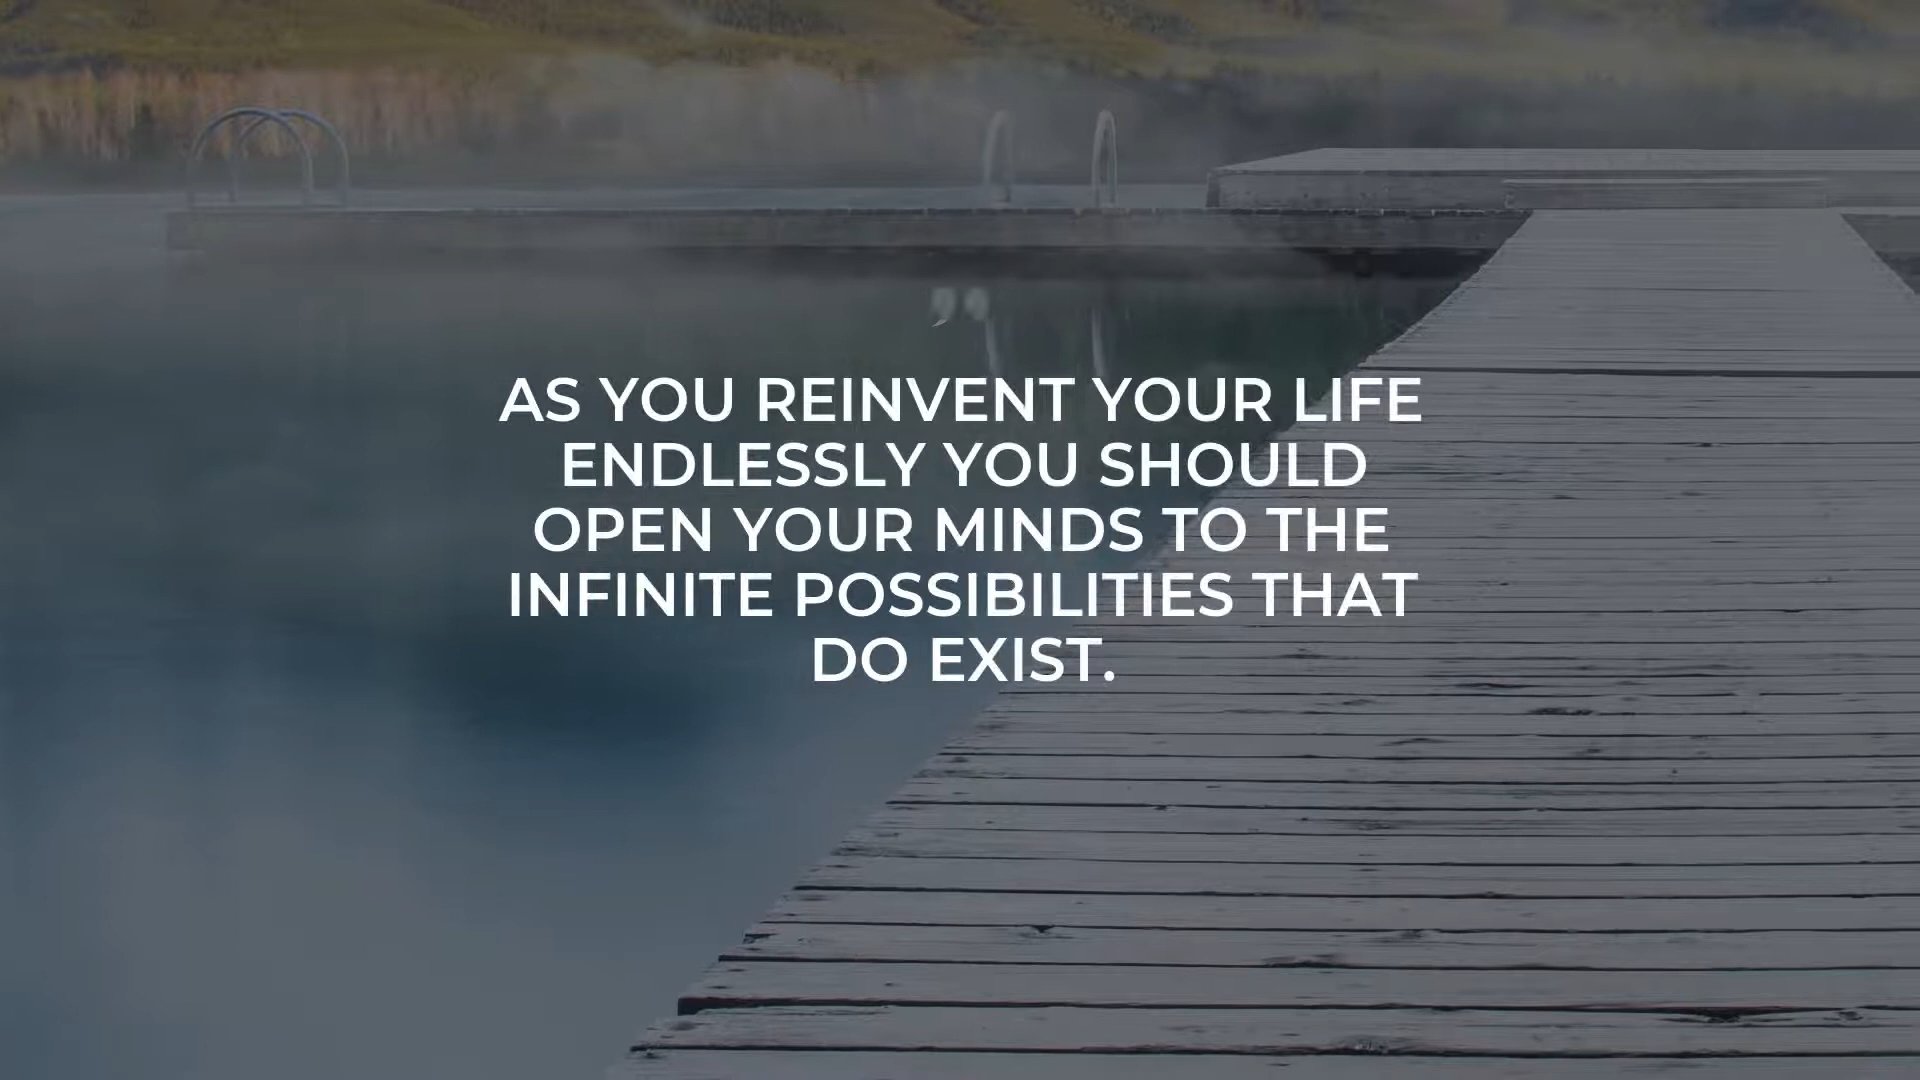 ”
AS YOU REINVENT YOUR LIFE
ENDLESSLY YOU SHOULD
OPEN YOUR MINDS TO THE
INFINITE POSSIBILITIES THAT
DO EXIST.